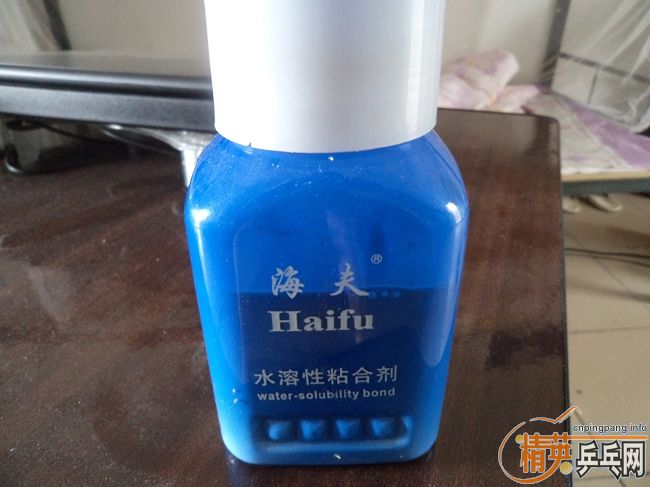 海夫®
Haifu
水溶性粘合剂
water-solubility bond
cnpingpang.info
精英乒乓网